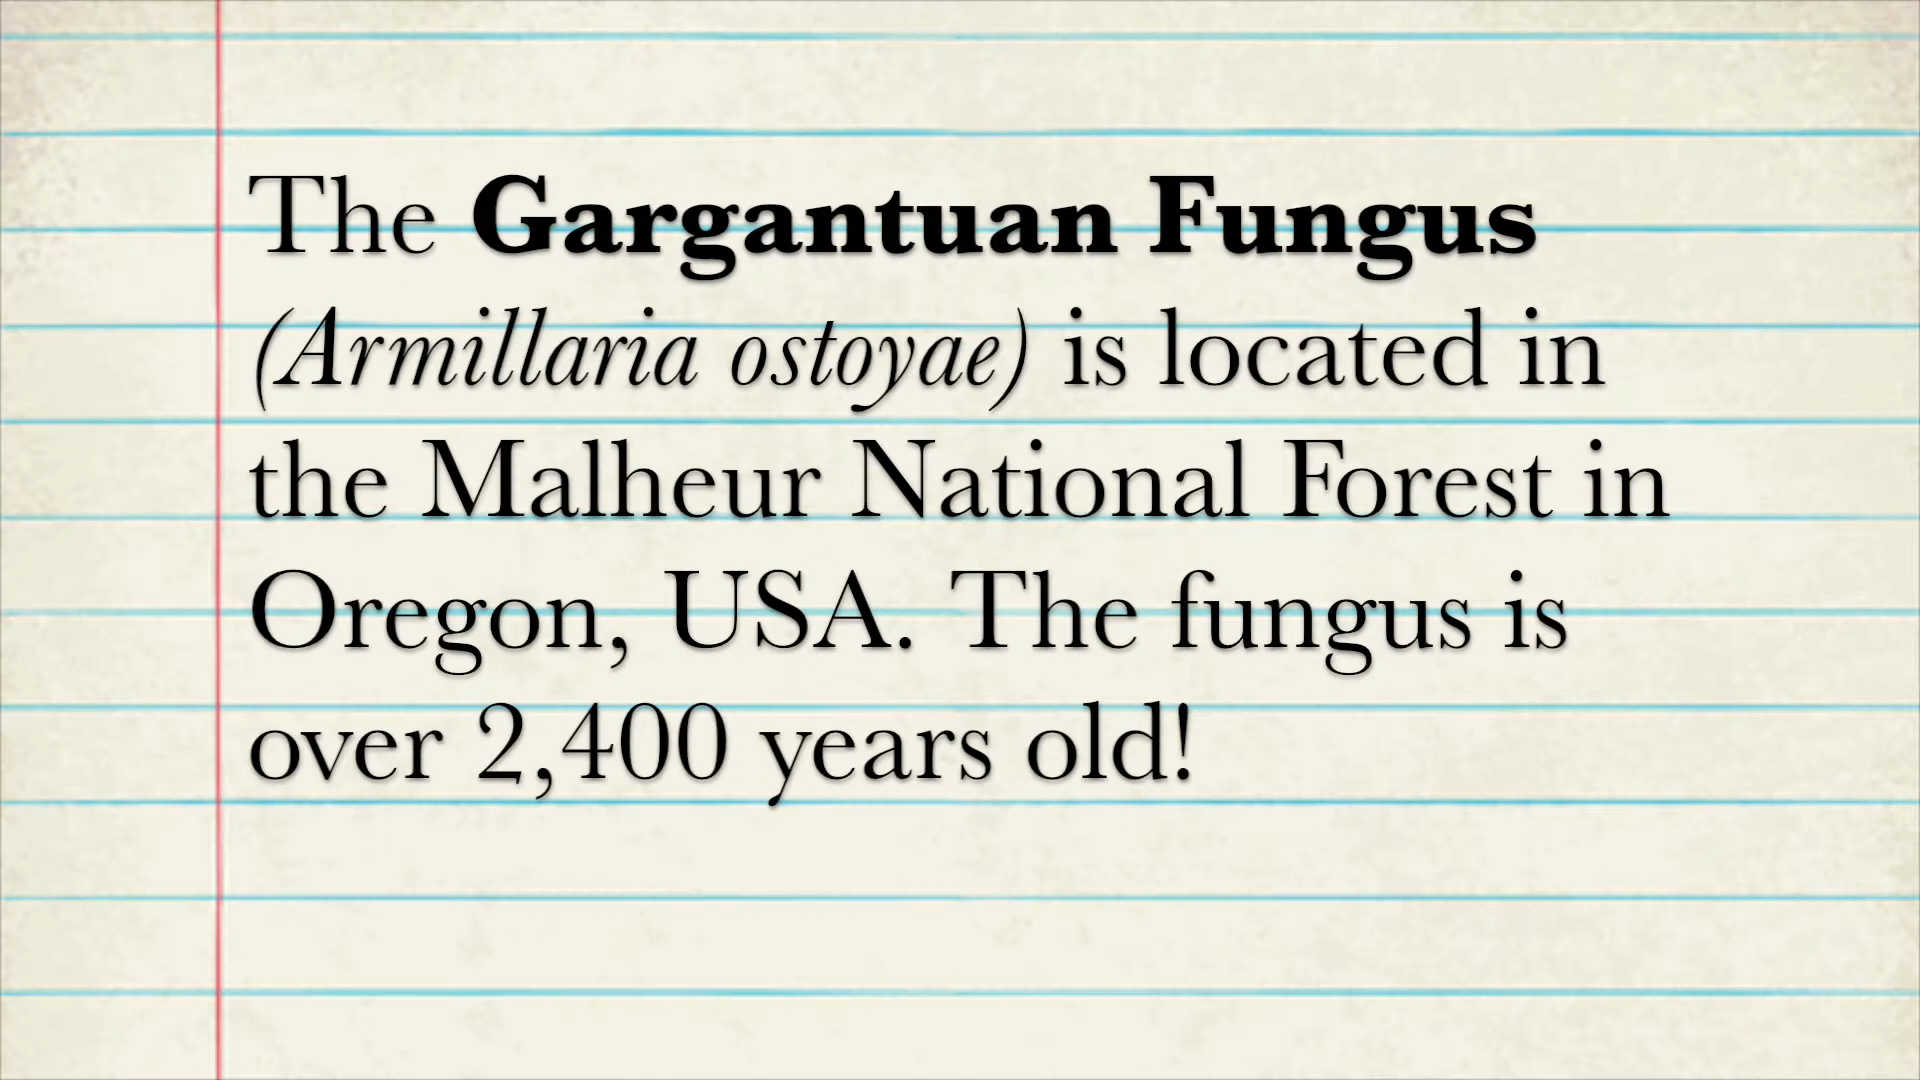 The Gargantuan Fungus
(Armillaria ostoyae) is located in
the Malheur National Forest in
Oregon, USA. The fungus is
over 2,400 years old!